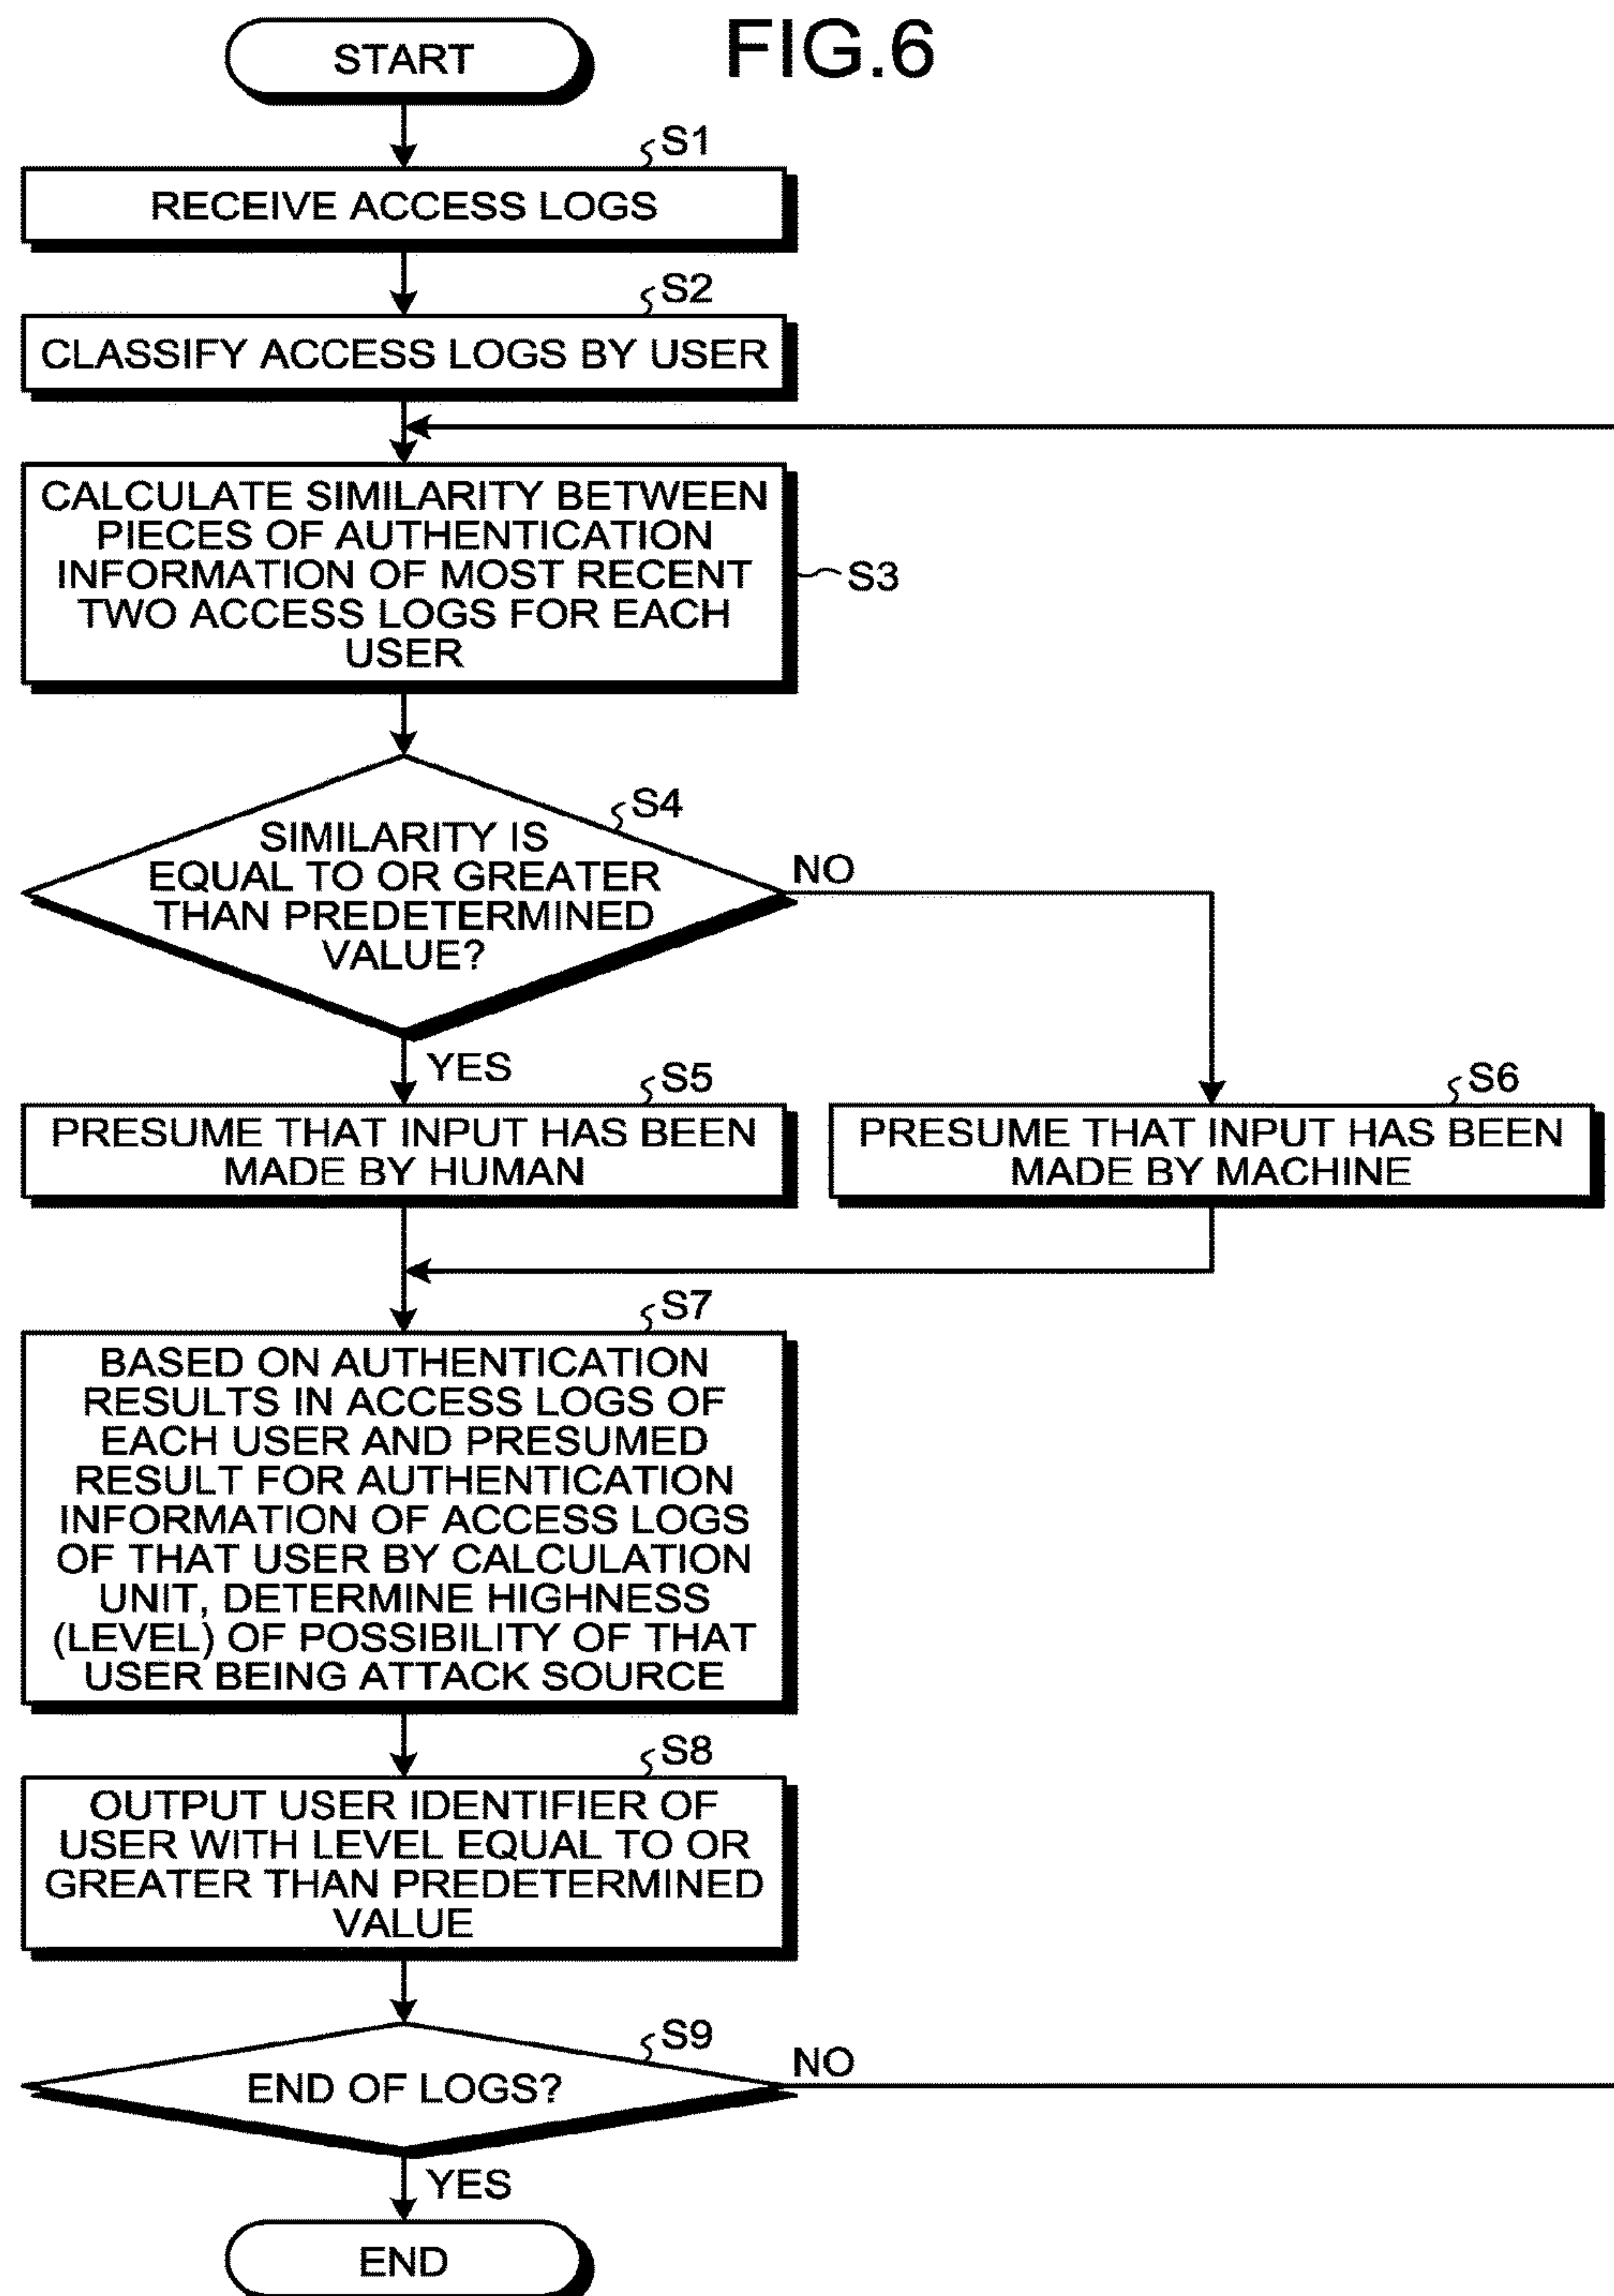 FIG.6
START
S1
RECEIVE ACCESS LOGS
S2
CLASSIFY ACCESS LOGS BY USER
CALCULATE SIMILARITY BETWEEN
PIECES OF AUTHENTICATION
INFORMATION OF MOST RECENT
TWO ACCESS LOGS FOR EACH
USER
S3
S4
SIMILARITY IS
EQUAL TO OR GREATER
THAN PREDETERMINED
VALUE?
NO
YES
S5
PRESUME THAT INPUT HAS BEEN
MADE BY HUMAN
S6
PRESUME THAT INPUT HAS BEEN
MADE BY MACHINE
S7
BASED ON AUTHENTICATION
RESULTS IN ACCESS LOGS OF
EACH USER AND PRESUMED
RESULT FOR AUTHENTICATION
INFORMATION OF ACCESS LOGS
OF THAT USER BY CALCULATION
UNIT, DETERMINE HIGHNESS
(LEVEL) OF POSSIBILITY OF THAT
USER BEING ATTACK SOURCE
S8
OUTPUT USER IDENTIFIER OF
USER WITH LEVEL EQUAL TO OR
GREATER THAN PREDETERMINED
VALUE
S9
END OF LOGS?
NO
YES
END